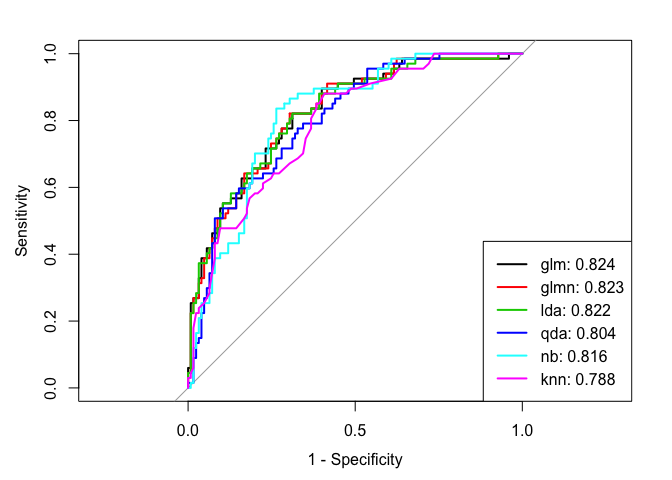 Sensitivity
1.0
0.8
0.6
0.4
0.2
0.0
glm: 0.824
glmn: 0.823
lda: 0.822
qda: 0.804
nb: 0.816
knn: 0.788
0.0 0.5 1.0
1 - Specificity